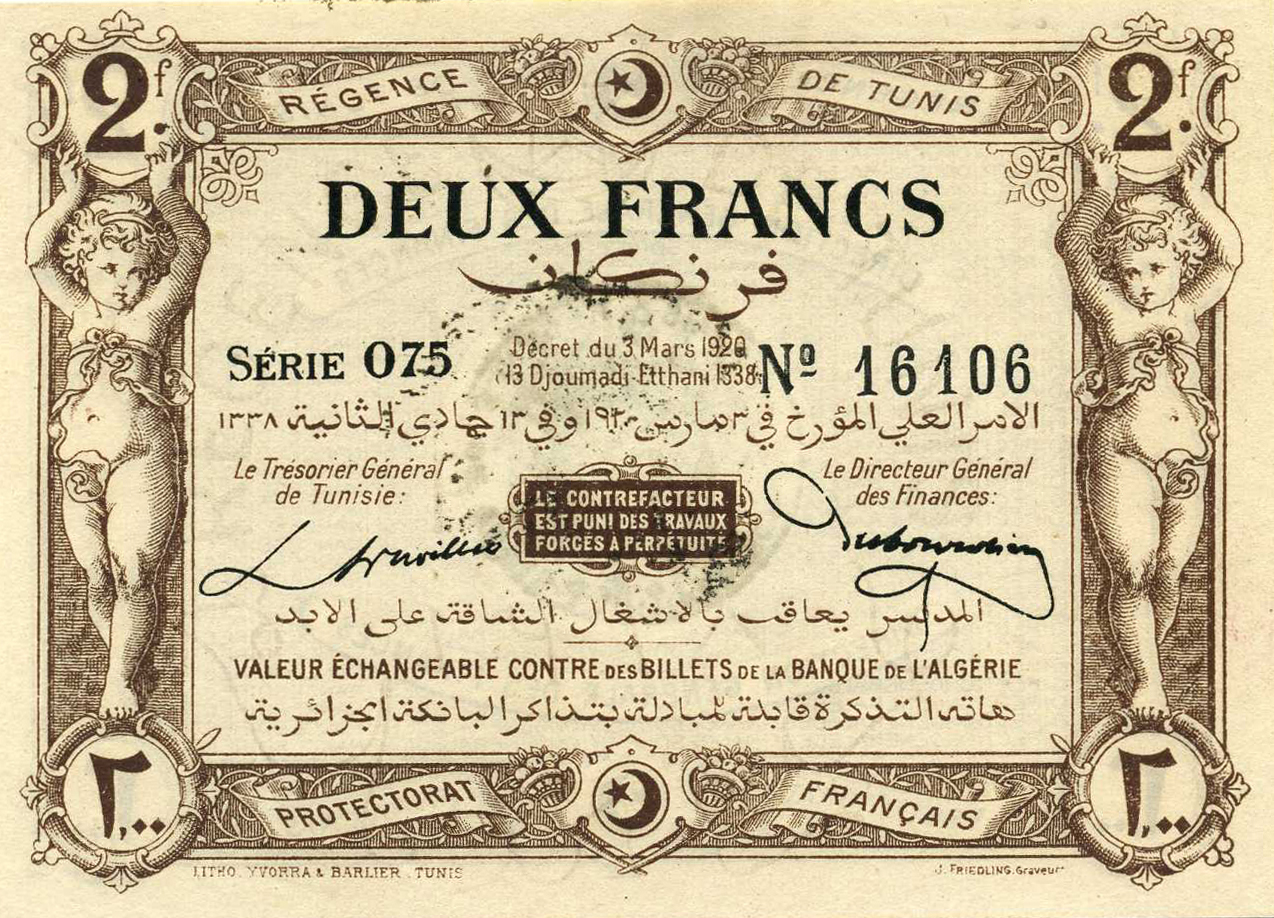 2f.
RÉGENCE DE TUNIS
2f.
DEUX FRANCS
فرنكان
SÉRIE 075
Décret du 3 Mars 1920
(13 Djoumadi-Etthani 1338)
Nº 16106
الامر العلي المؤرخ في ٣ مارس ١٩٢٠ وفي ١٣ جمادي الثانية ١٣٣٨
Le Trésorier Général
de Tunisie:
LE CONTREFACTEUR
EST PUNI DES TRAVAUX
FORCÉS À PERPÉTUITÉ
Le Directeur Général
des Finances:
المدلس يعاقب بالاشغال الشاقة على الابد
VALEUR ÉCHANGEABLE CONTRE DES BILLETS DE LA BANQUE DE L'ALGÉRIE
هاته التذكرة قابلة للمبادلة بتذاكر البانكة الجزائرية
٢,٠٠
PROTECTORAT FRANÇAIS
٢,٠٠
LITHO. YVORRA & BARLIER. TUNIS
J. FRIEDLING. Graveur